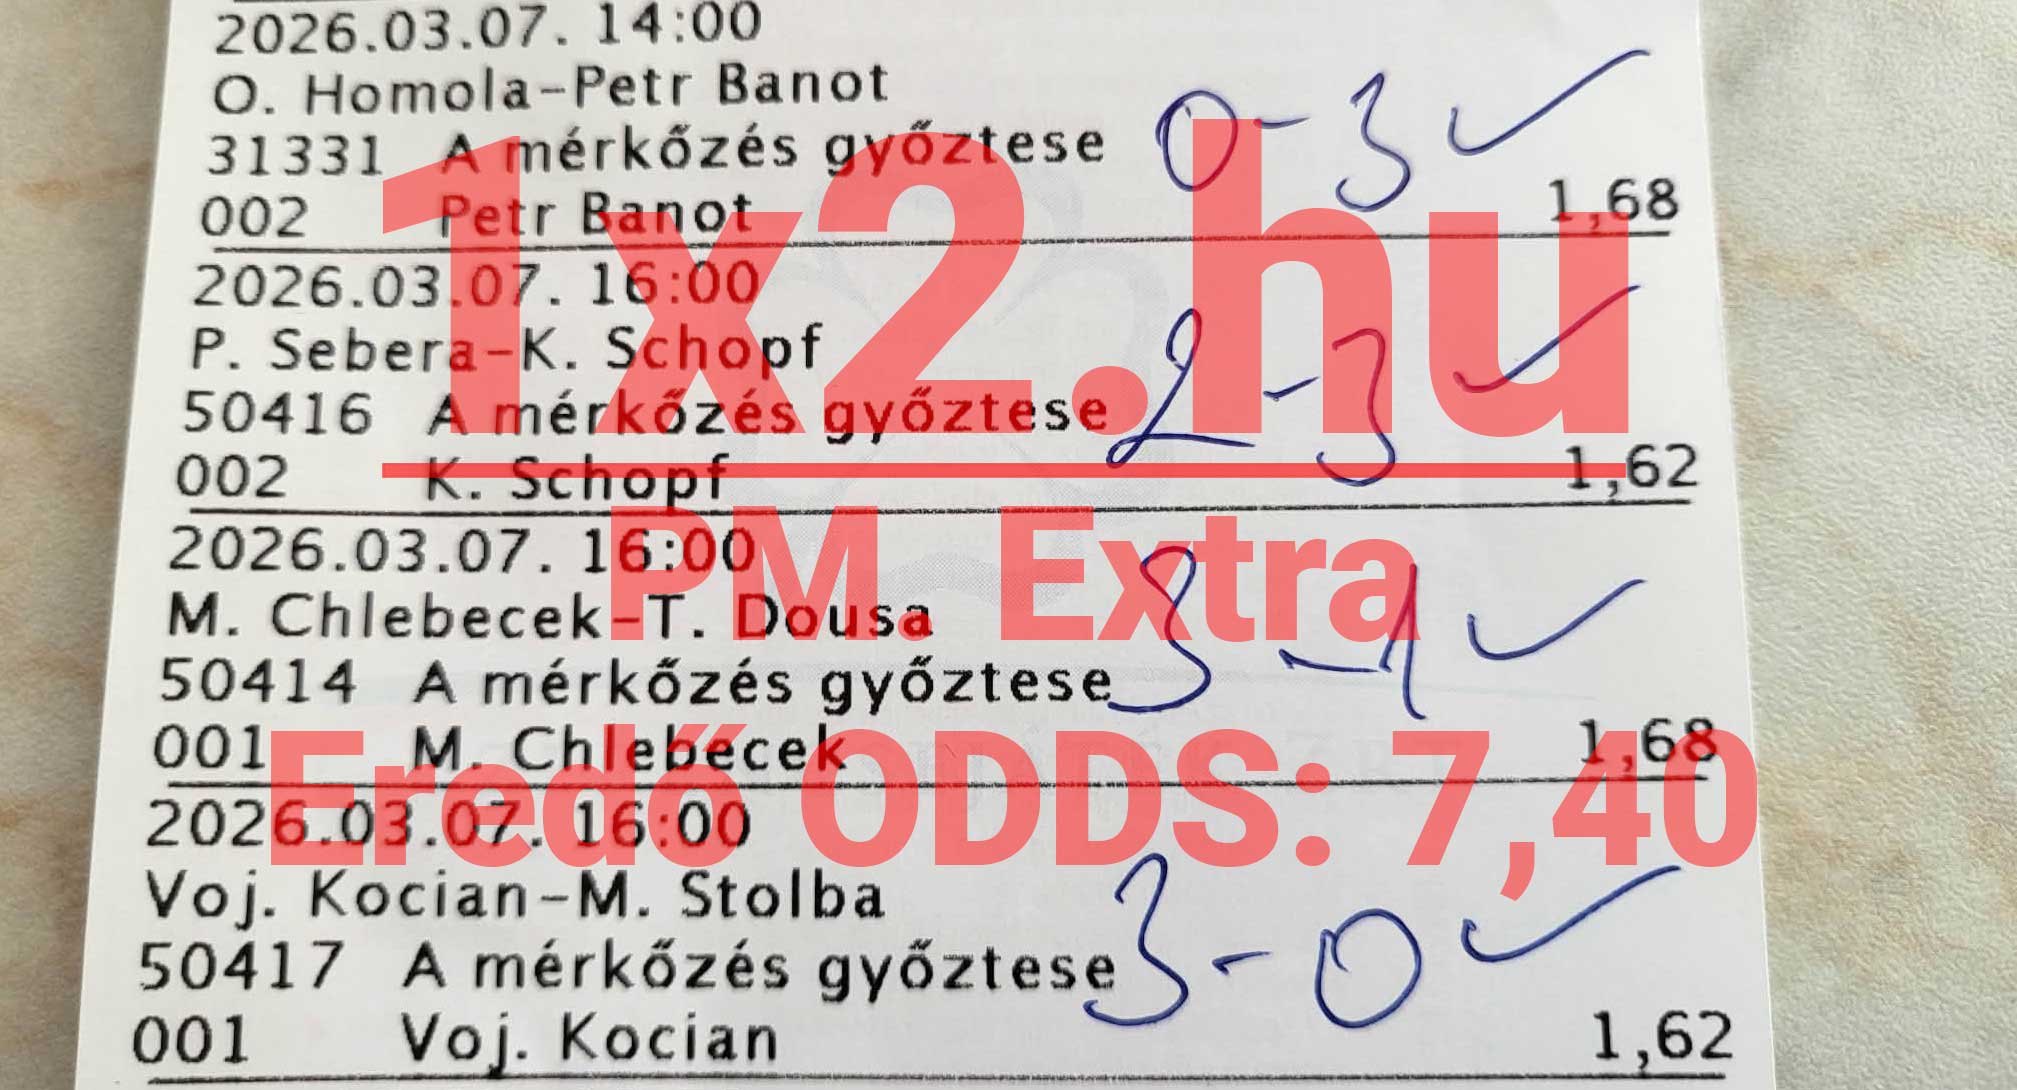 2026.03.07. 14:00
O. Homola-Petr Banot
31331 A mérkőzés győztese 0-3 ✓
002 Petr Banot 1,68
1x2.hu
2026.03.07. 16:00
P. Sebera-K. Schopf
50416 A mérkőzés győztese 2-3 ✓
002 K. Schopf 1,62
PM. Extra
2026.03.07. 16:00
M. Chlebecek-T. Dousa
50414 A mérkőzés győztese 3-1 ✓
001 M. Chlebecek 1,68
Eredő ODDS: 7,40
2026.03.07. 16:00
Voj. Kocian-M. Stolba
50417 A mérkőzés győztese 3-0 ✓
001 Voj. Kocian 1,62